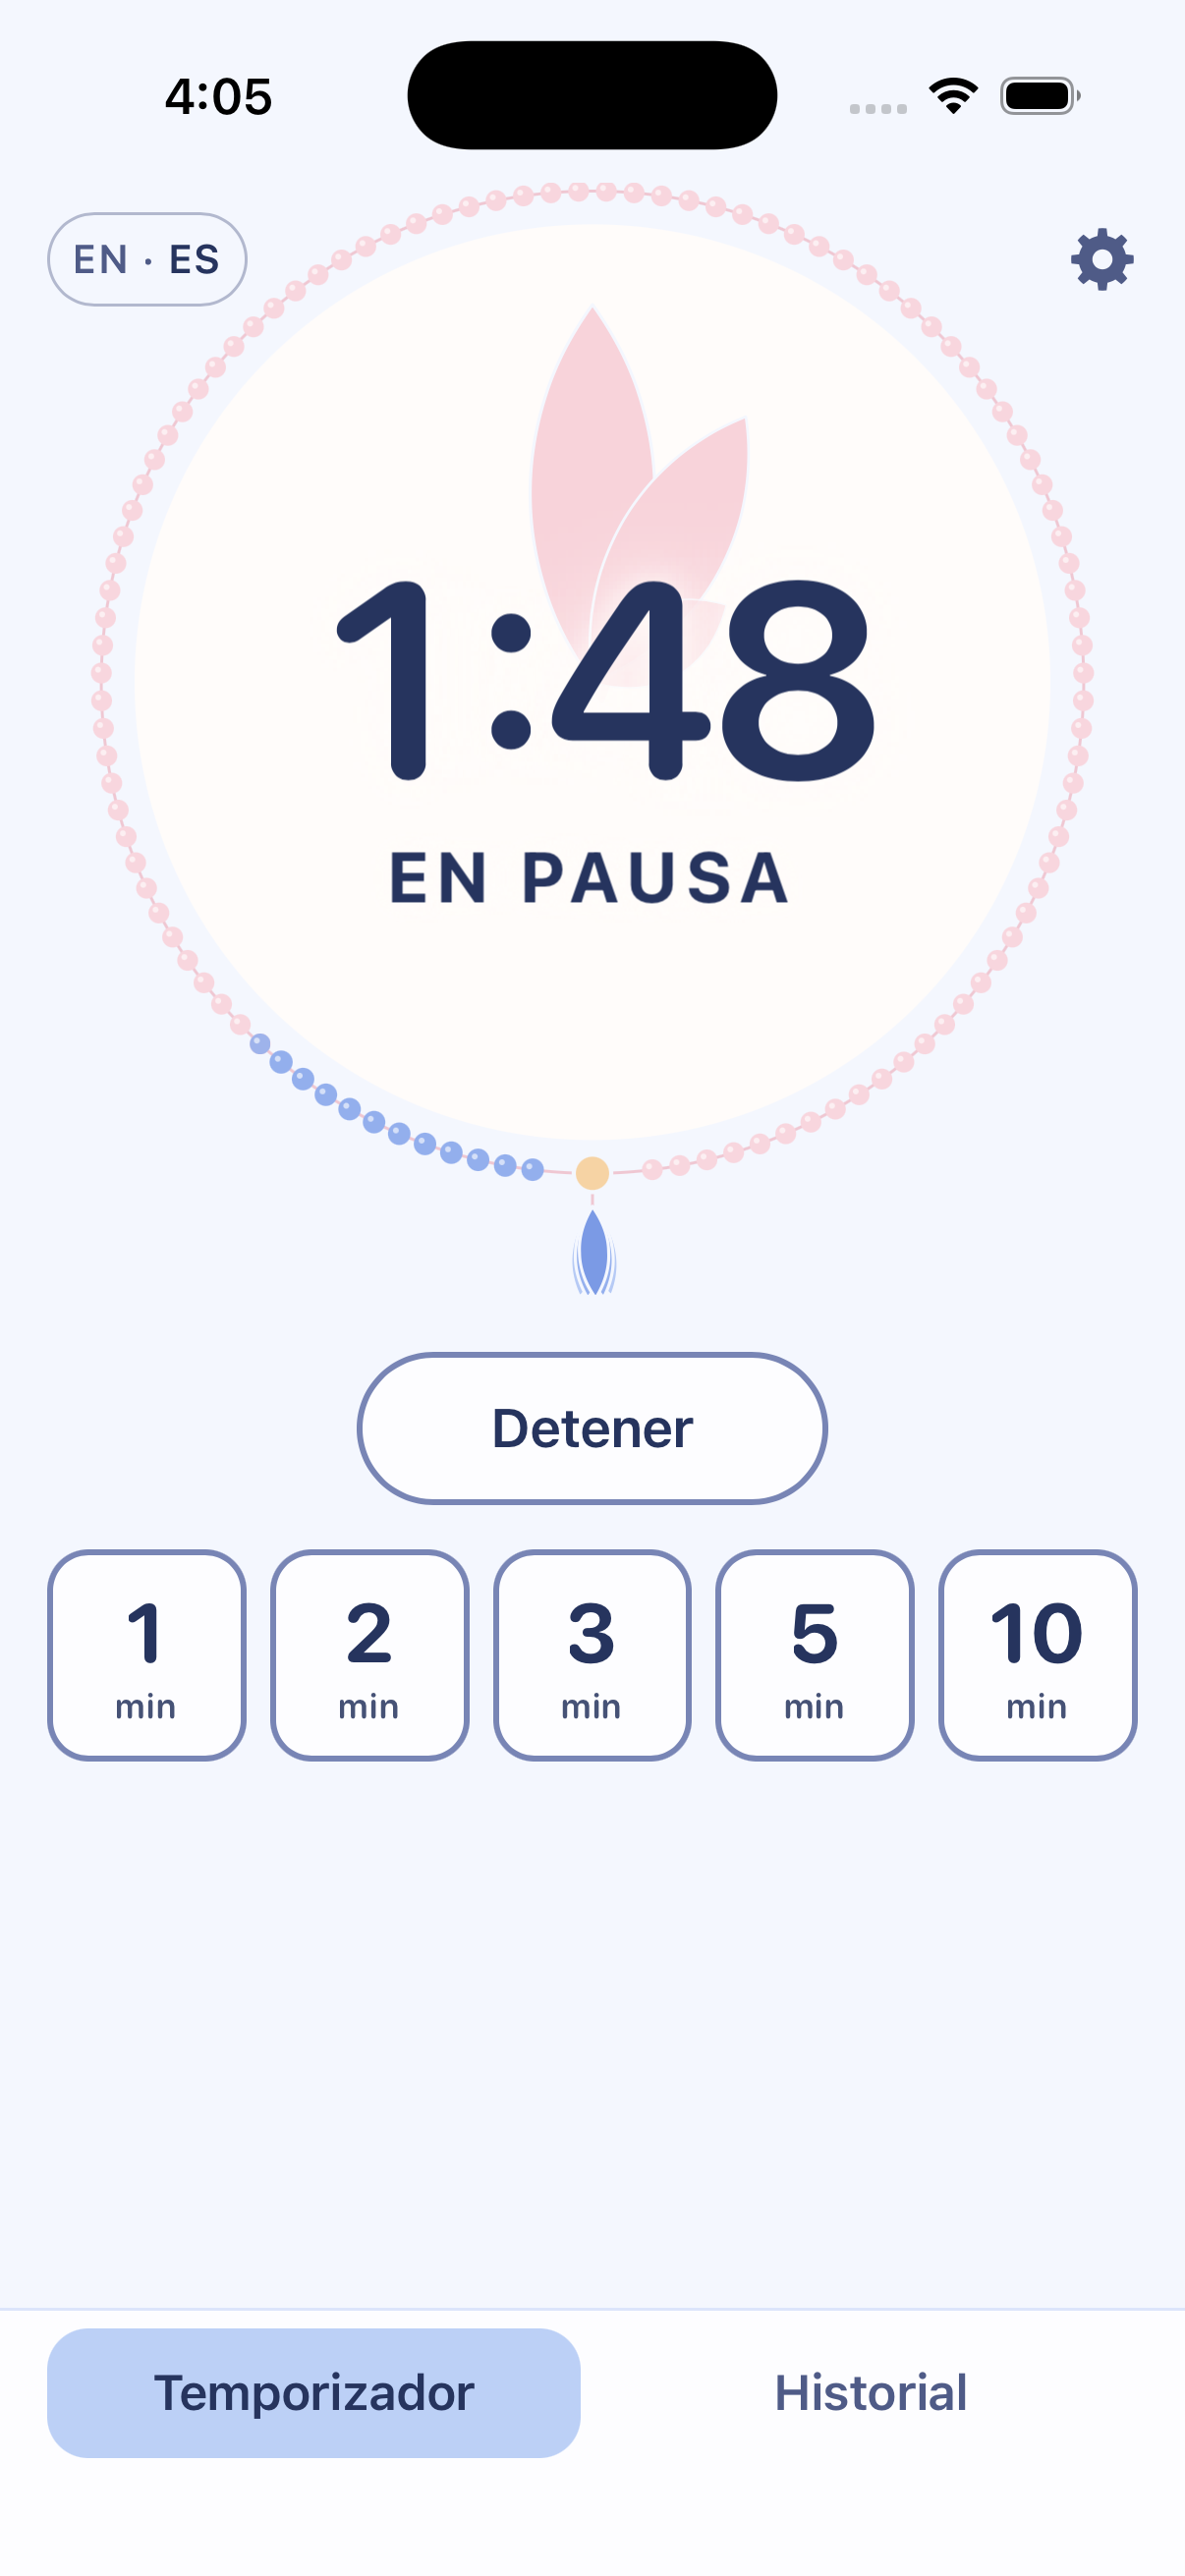 4:05
EN · ES
1:48
EN PAUSA
Detener
1 2 3 5 10
min min min min min
Temporizador Historial